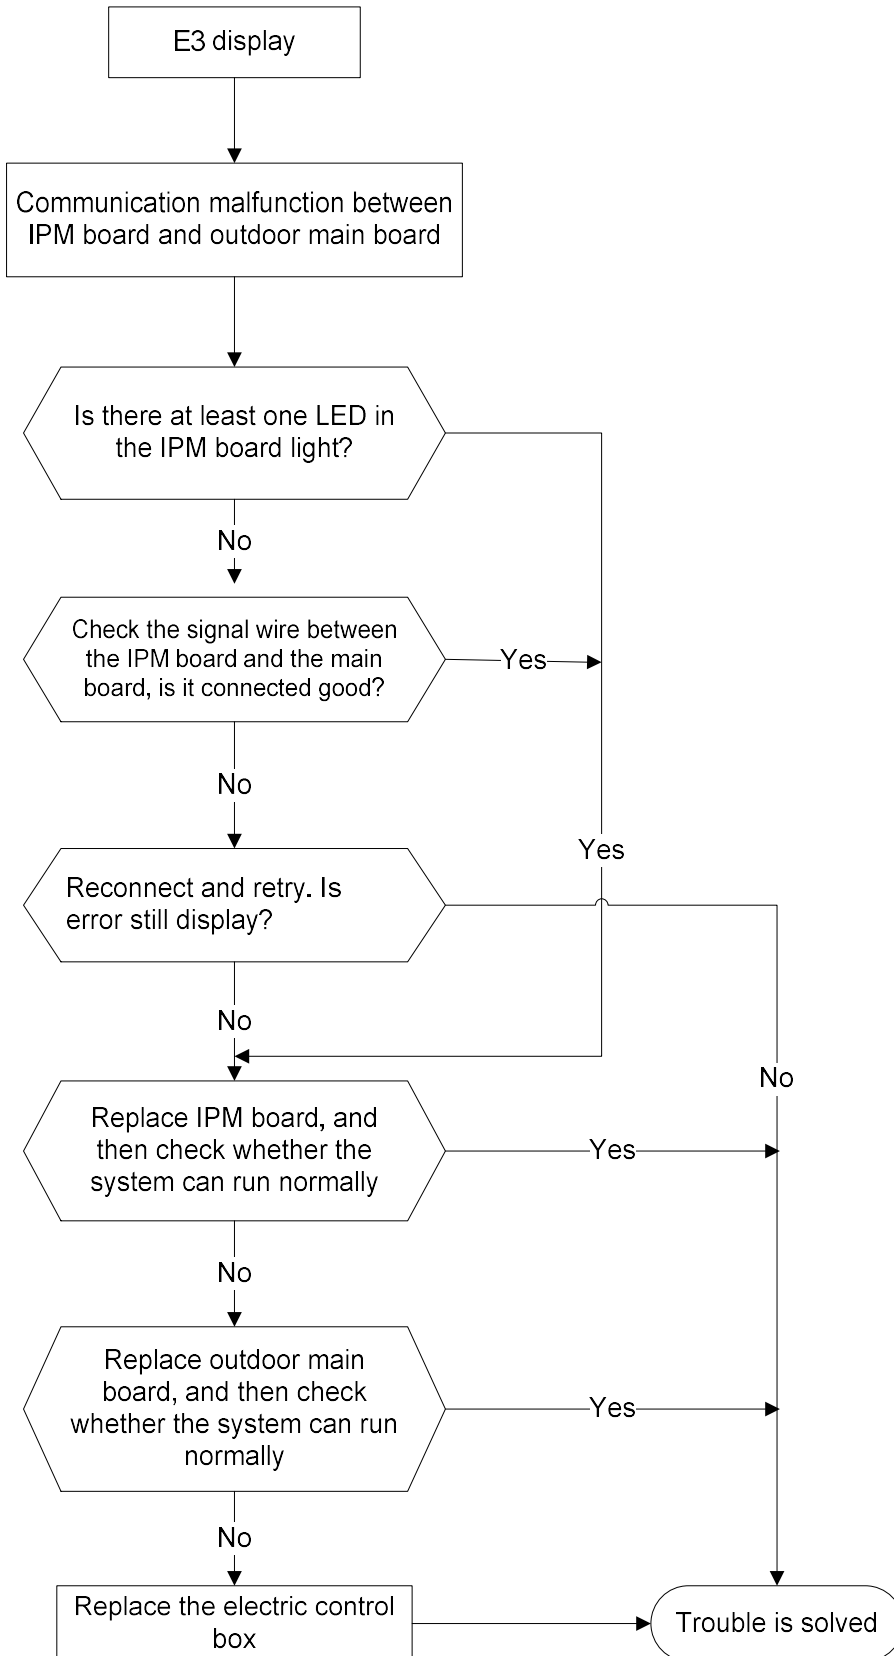 E3 display
Communication malfunction between
IPM board and outdoor main board
Is there at least one LED in
the IPM board light?
No
Check the signal wire between
the IPM board and the main
board, is it connected good?
Yes
No
Yes
Reconnect and retry. Is
error still display?
No
No
Replace IPM board, and
then check whether the
system can run normally
Yes
No
Replace outdoor main
board, and then check
whether the system can run
normally
Yes
No
Replace the electric control
box
Trouble is solved